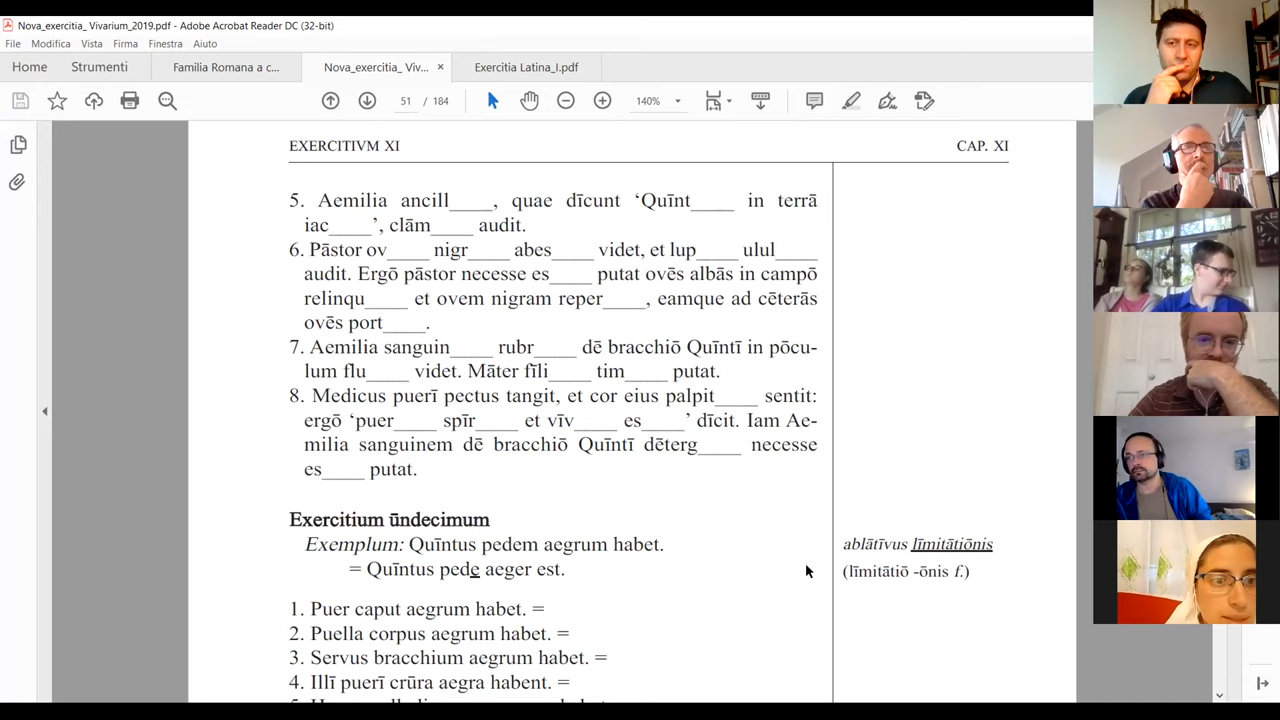 Nova_exercitia_ Vivarium_2019.pdf - Adobe Acrobat Reader DC (32-bit)
File Modifica Vista Firma Finestra Aiuto
Home Strumenti Familia Romana a c... Nova_exercitia_ Viv... × Exercitia Latina_I.pdf
51 / 184 140%
EXERCITIVM XI CAP. XI
5. Aemilia ancill____, quae dīcunt ‘Quīnt____ in terrā
iac____’, clām____ audit.
6. Pāstor ov____ nigr____ abes____ videt, et lup____ ulul____
audit. Ergō pāstor necesse es____ putat ovēs albās in campō
relinqu____ et ovem nigram reper____, eamque ad cēterās
ovēs port____.
7. Aemilia sanguin____ rubr____ dē bracchiō Quīntī in pōcu-
lum flu____ videt. Māter fīli____ tim____ putat.
8. Medicus puerī pectus tangit, et cor eius palpit____ sentit:
ergō ‘puer____ spīr____ et vīv____ es____’ dīcit. Iam Ae-
milia sanguinem dē bracchiō Quīntī dēterg____ necesse
es____ putat.
Exercitium ūndecimum
Exemplum: Quīntus pedem aegrum habet. ablātīvus līmitātiōnis
= Quīntus pede aeger est. (līmitātiō -ōnis f.)
1. Puer caput aegrum habet. =
2. Puella corpus aegrum habet. =
3. Servus bracchium aegrum habet. =
4. Illī puerī crūra aegra habent. =